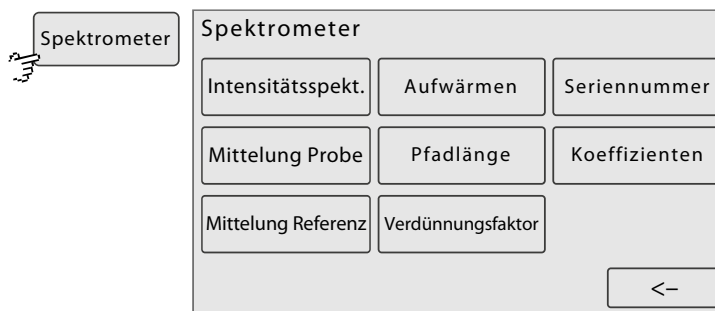 Spektrometer
Spektrometer
Intensitätsspekt. Aufwärmen Seriennummer
Mittelung Probe Pfadlänge Koeffizienten
Mittelung Referenz Verdünnungsfaktor
<–